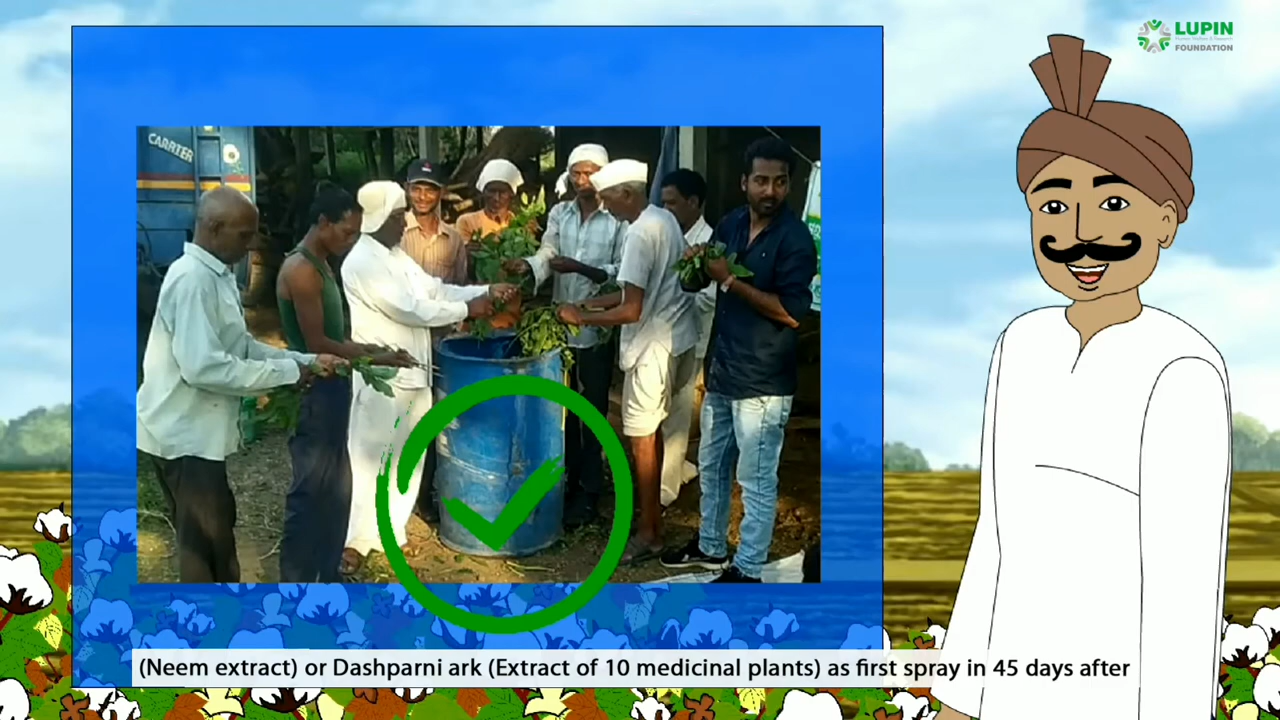 LUPIN
FOUNDATION
CARRIER
(Neem extract) or Dashparni ark (Extract of 10 medicinal plants) as first spray in 45 days after